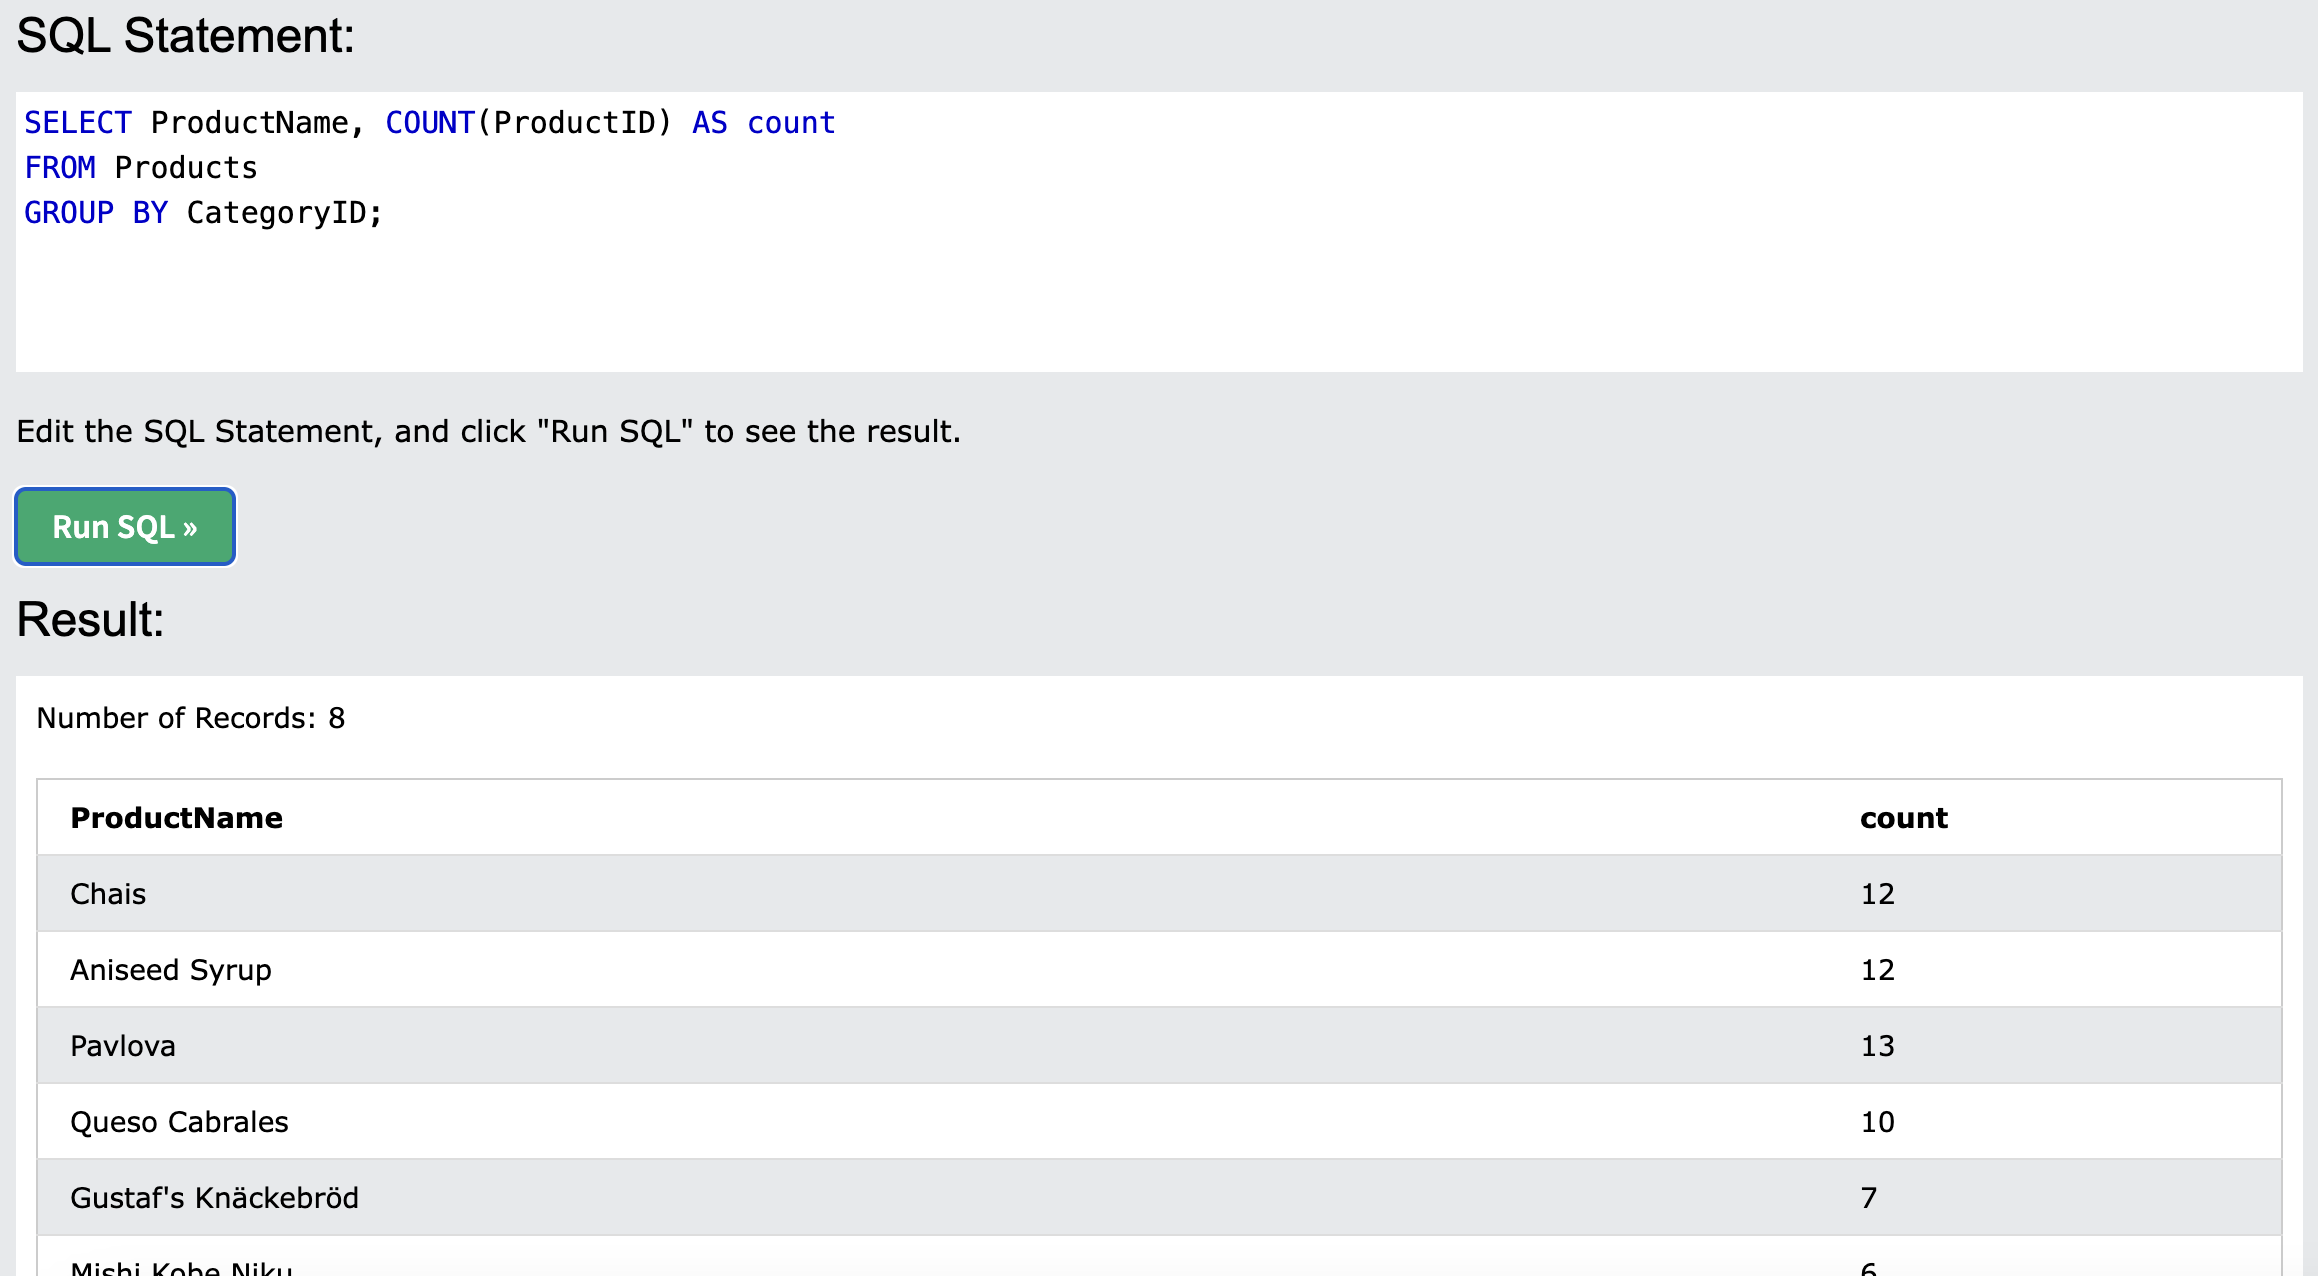 SQL Statement:
SELECT ProductName, COUNT(ProductID) AS count
FROM Products
GROUP BY CategoryID;
Edit the SQL Statement, and click "Run SQL" to see the result.
Run SQL »
Result:
Number of Records: 8
ProductName count
Chais 12
Aniseed Syrup 12
Pavlova 13
Queso Cabrales 10
Gustaf's Knäckebröd 7
Mishi Kobe Niku 6